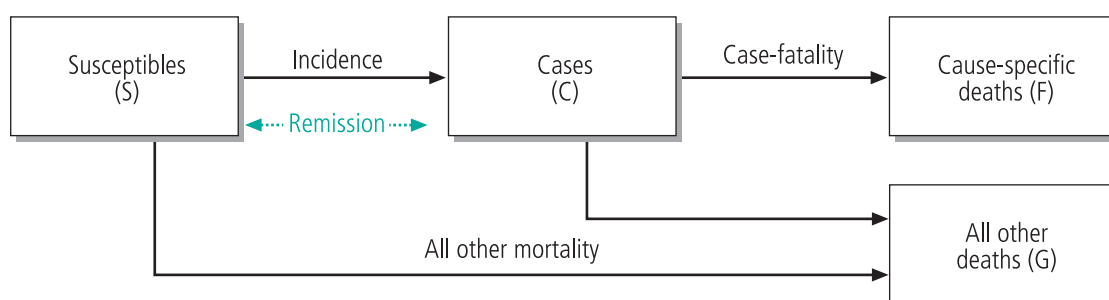 Susceptibles
(S)
Incidence
Remission
Cases
(C)
Case-fatality
Cause-specific
deaths (F)
All other mortality
All other
deaths (G)